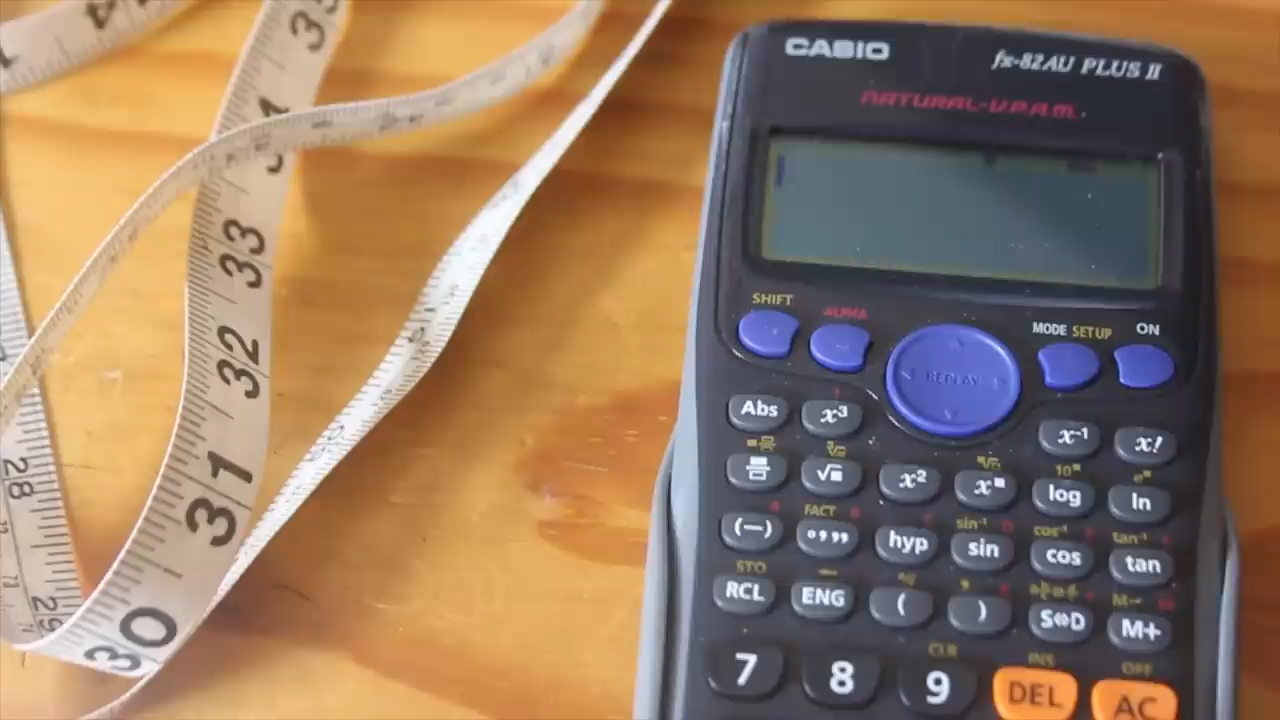 CASIO
fx-82AU PLUS II
NATURAL-V.P.A.M.
SHIFT
ALPHA
MODE SETUP
ON
REPLAY
Abs
x³
x⁻¹
x!
√■
x²
x■
10■
log
e■
ln
(—)
FACT
° ' ''
hyp
sin⁻¹
sin
cos⁻¹
cos
tan⁻¹
tan
STO
RCL
ENG
(
)
S⇔D
M–
M+
7
8
CLR
9
INS
DEL
OFF
AC
35
34
33
32
31
30
28
29